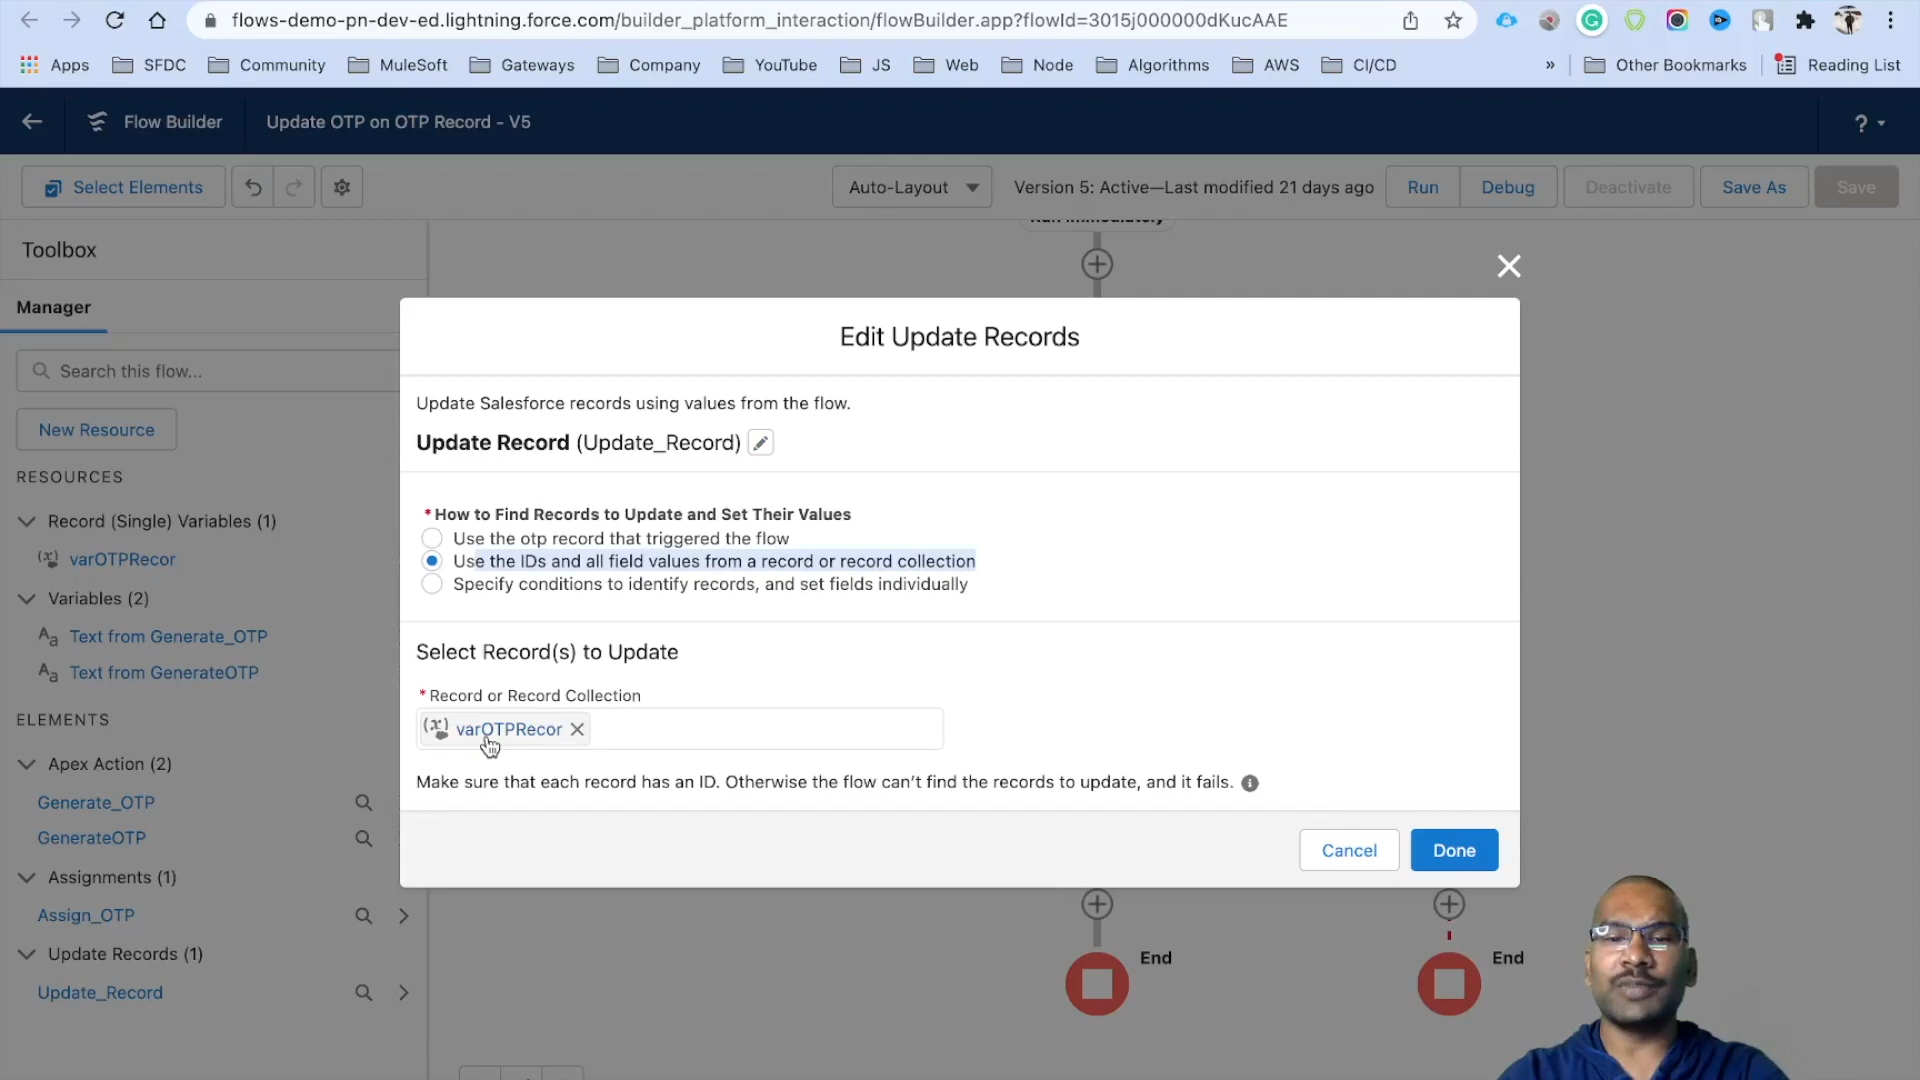 flows-demo-pn-dev-ed.lightning.force.com/builder_platform_interaction/flowBuilder.app?flowId=3015j000000dKucAAE
Apps SFDC Community MuleSoft Gateways Company YouTube JS Web Node Algorithms AWS CI/CD » Other Bookmarks Reading List
Flow Builder Update OTP on OTP Record - V5 ?
Select Elements Auto-Layout Version 5: Active—Last modified 21 days ago Run Debug Deactivate Save As Save
Run Immediately
Toolbox
Manager
Search this flow...
New Resource
RESOURCES
Record (Single) Variables (1)
varOTPRecor
Variables (2)
Text from Generate_OTP
Text from GenerateOTP
ELEMENTS
Apex Action (2)
Generate_OTP
GenerateOTP
Assignments (1)
Assign_OTP
Update Records (1)
Update_Record
Edit Update Records
Update Salesforce records using values from the flow.
Update Record (Update_Record)
*How to Find Records to Update and Set Their Values
Use the otp record that triggered the flow
Use the IDs and all field values from a record or record collection
Specify conditions to identify records, and set fields individually
Select Record(s) to Update
*Record or Record Collection
varOTPRecor
Make sure that each record has an ID. Otherwise the flow can't find the records to update, and it fails.
Cancel Done
End End